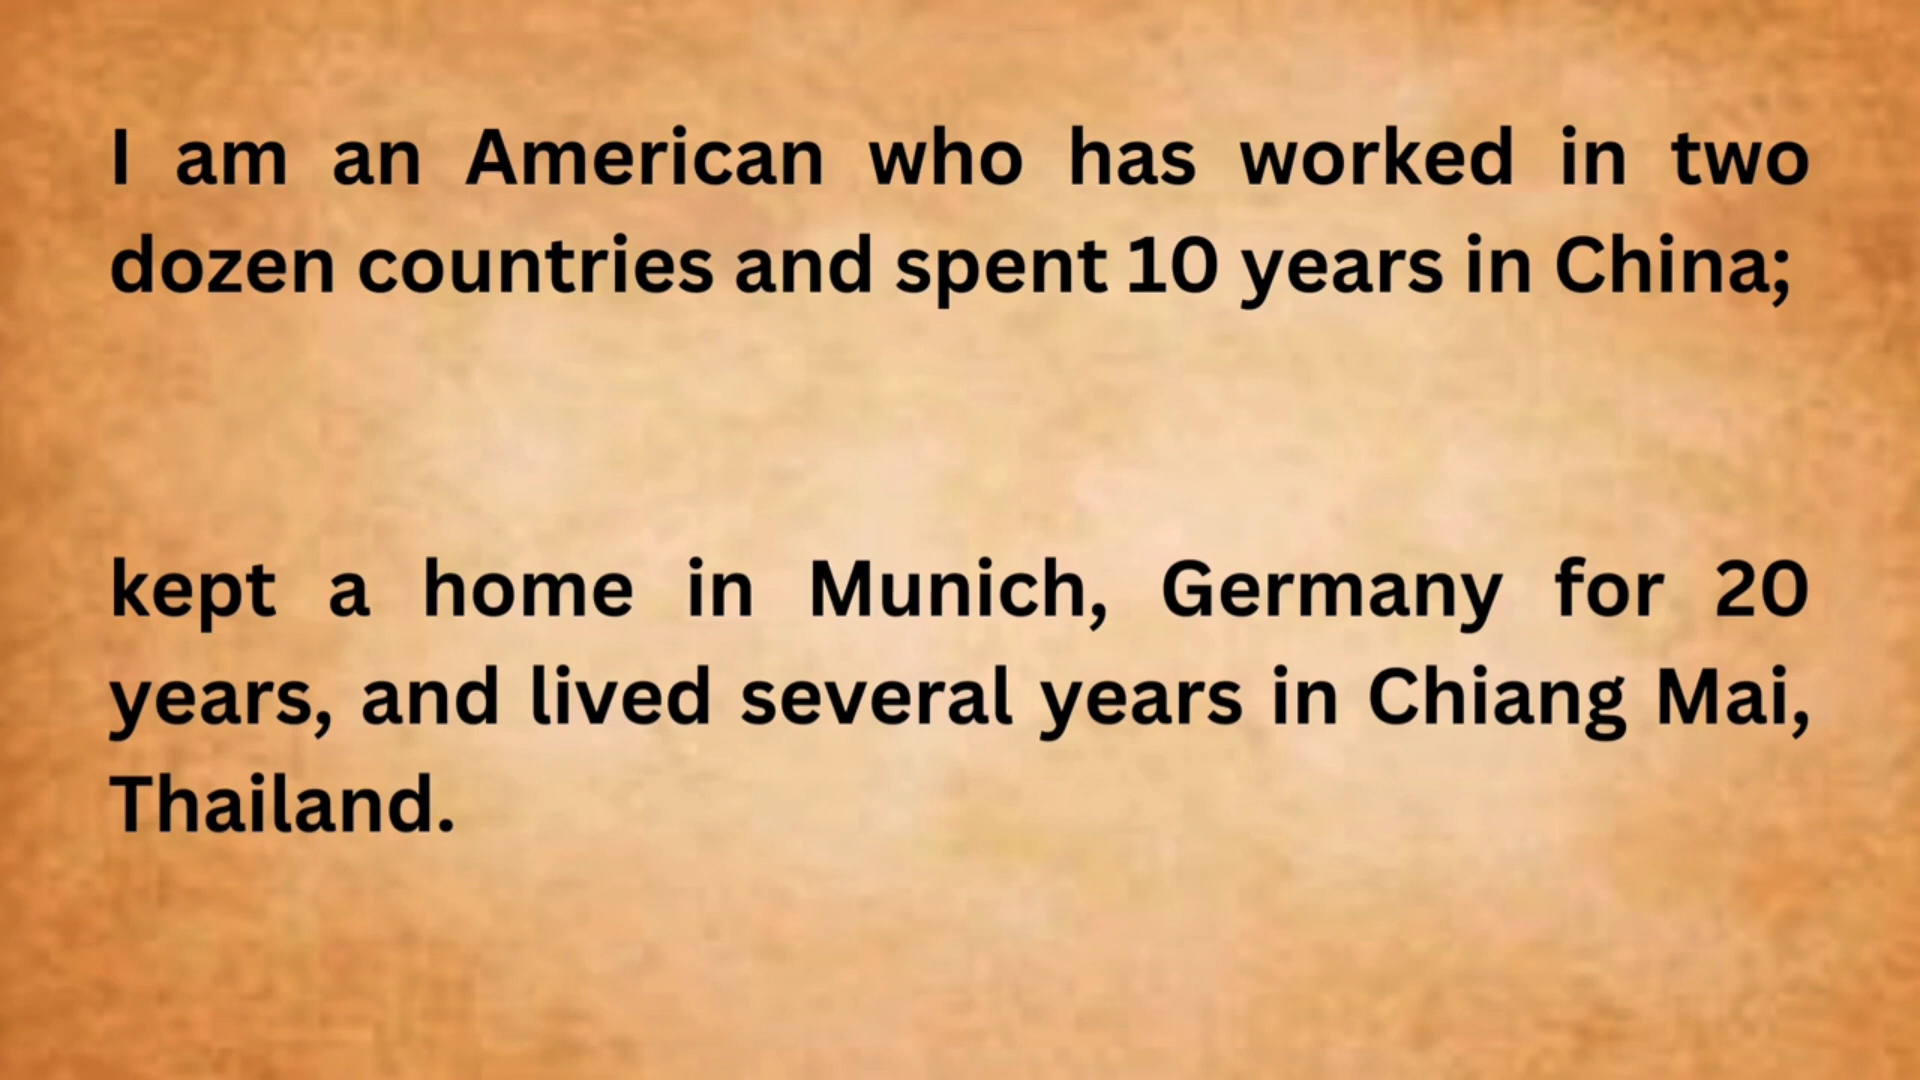 I am an American who has worked in two
dozen countries and spent 10 years in China;
kept a home in Munich, Germany for 20
years, and lived several years in Chiang Mai,
Thailand.